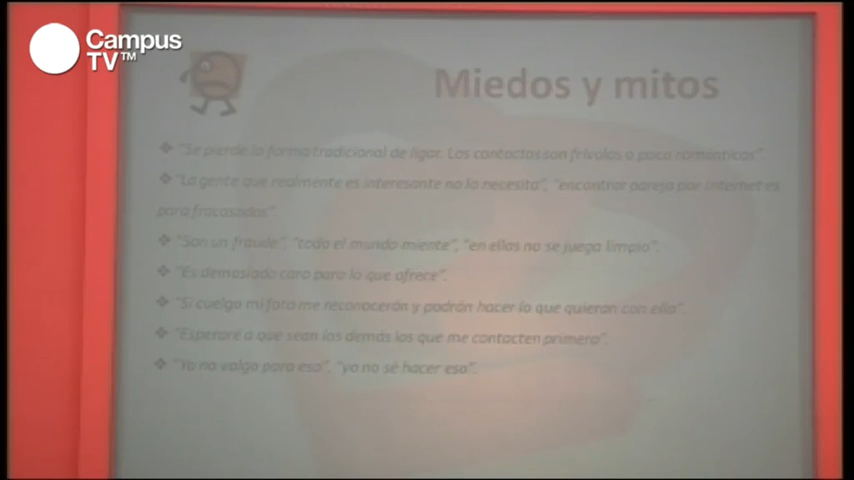 Campus
TV™
Miedos y mitos
❖ "Se pierde la forma tradicional de ligar. Los contactos son frívolos o poco románticos".
❖ "La gente que realmente es interesante no la necesita", "encontrar pareja por internet es
para fracasados".
❖ "Son un fraude", "todo el mundo miente", "en ellas no se juega limpio".
❖ "Es demasiado caro para lo que ofrece".
❖ "Si cuelgo mi foto me reconocerán y podrán hacer lo que quieran con ella".
❖ "Esperaré a que sean los demás los que me contacten primero".
❖ "Yo no valgo para eso", "yo no sé hacer eso".